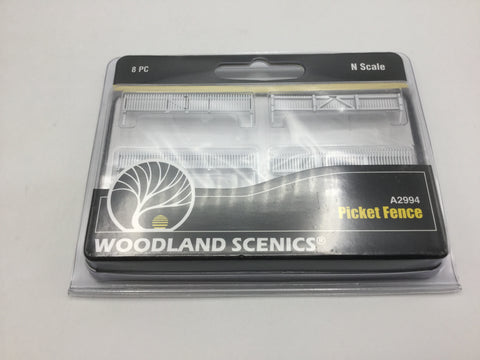 6 PC
N Scale
A2994
Picket Fence
WOODLAND SCENICS®